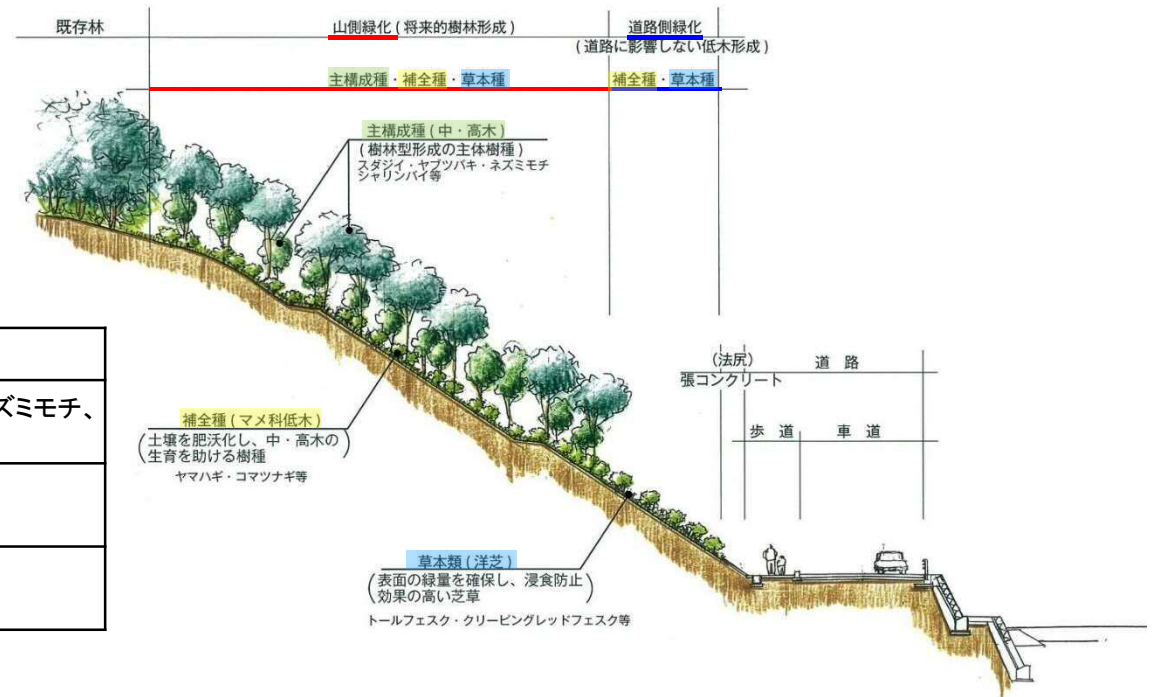 既存林
山側緑化 ( 将来的樹林形成 )
道路側緑化
( 道路に影響しない低木形成 )
主構成種・補全種・草本種
補全種・草本種
主構成種 ( 中・高木 )
( 樹林型形成の主体樹種 )
スダジイ・ヤブツバキ・ネズミモチ
シャリンバイ等
ズミモチ、
(法尻)
張コンクリート
道 路
歩 道
車 道
補全種 ( マメ科低木 )
土壌を肥沃化し、中・高木の
生育を助ける樹種
ヤマハギ・コマツナギ等
草本類 ( 洋芝 )
表面の緑量を確保し、浸食防止
効果の高い芝草
トールフェスク・クリーピングレッドフェスク等